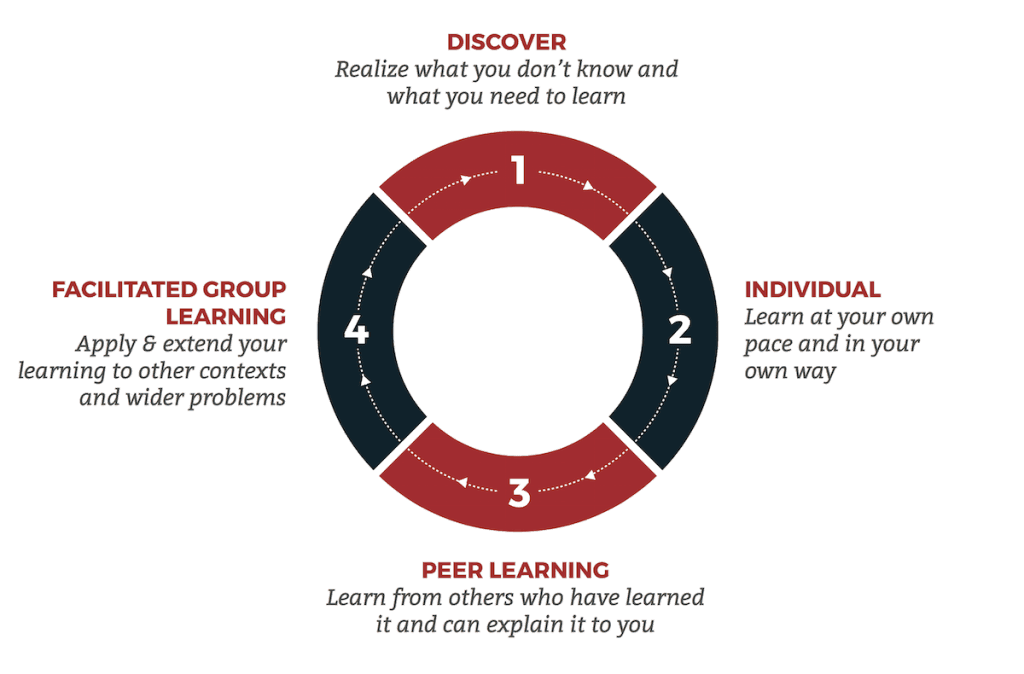 DISCOVER
Realize what you don’t know and
what you need to learn
1
INDIVIDUAL
Learn at your own
pace and in your
own way
2
3
PEER LEARNING
Learn from others who have learned
it and can explain it to you
FACILITATED GROUP
LEARNING
Apply & extend your
learning to other contexts
and wider problems
4